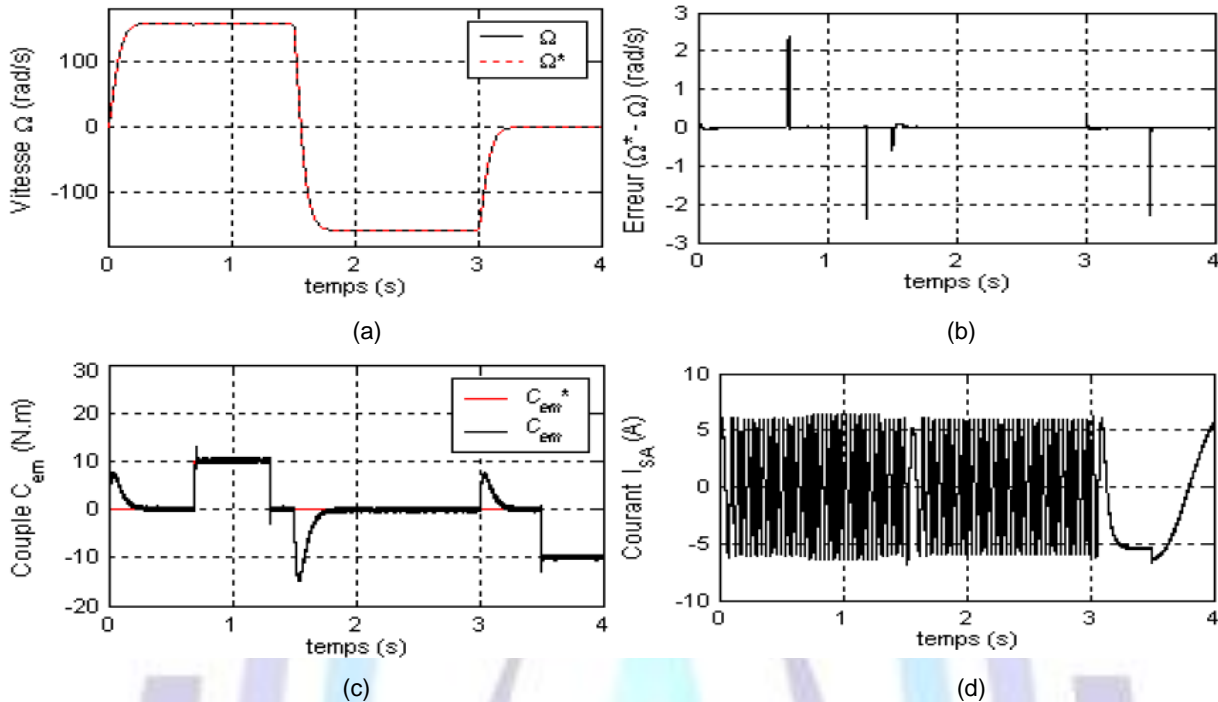 Vitesse Ω (rad/s)
100
0
-100
Ω
Ω*
0 1 2 3 4
temps (s)
(a)
Erreur (Ω* - Ω) (rad/s)
3
2
1
0
-1
-2
-3
0 1 2 3 4
temps (s)
(b)
Couple Cem (N.m)
30
20
10
0
-10
-20
Cem*
Cem
0 1 2 3 4
temps (s)
(c)
Courant ISA (A)
10
5
0
-5
-10
0 1 2 3 4
temps (s)
(d)